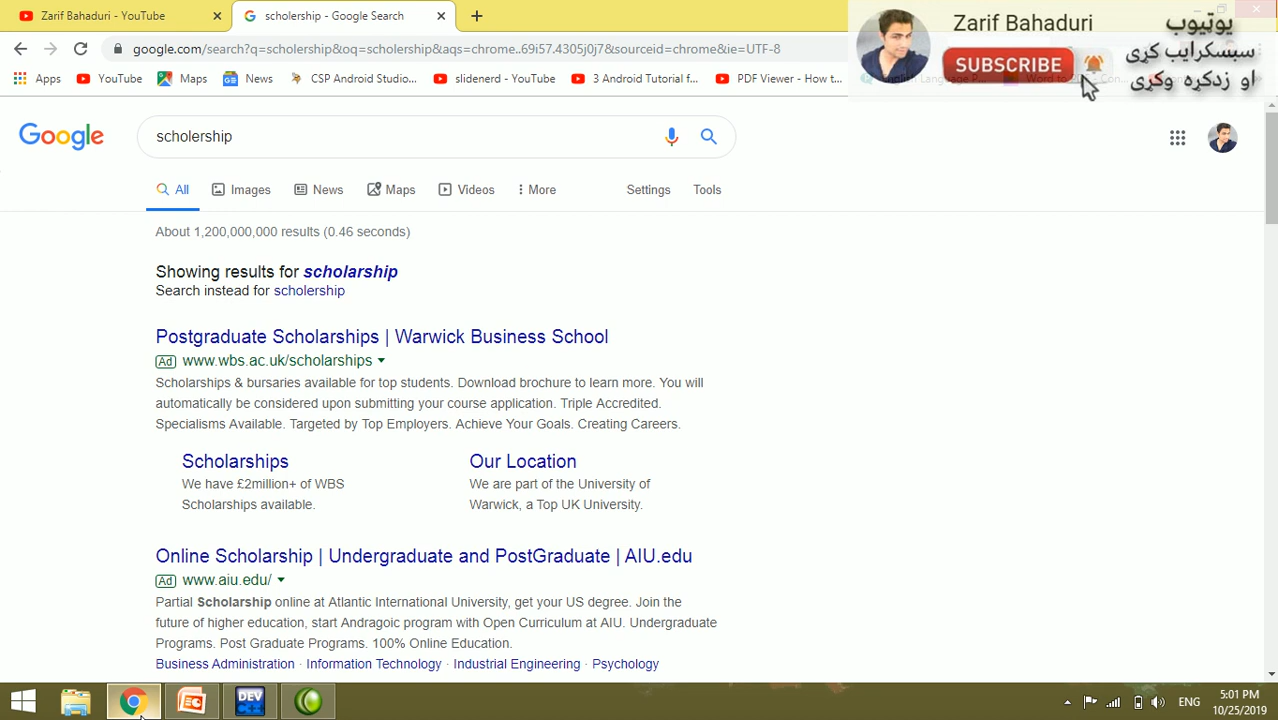 Zarif Bahaduri - YouTube
scholership - Google Search
Zarif Bahaduri
SUBSCRIBE
یوتیوب
سبسکرایب کړی
او زدکړه وکړی
google.com/search?q=scholership&oq=scholership&aqs=chrome..69i57.4305j0j7&sourceid=chrome&ie=UTF-8
Apps YouTube Maps News CSP Android Studio... slidenerd - YouTube 3 Android Tutorial f... PDF Viewer - How t...
Google
scholership
All Images News Maps Videos More Settings Tools
About 1,200,000,000 results (0.46 seconds)
Showing results for scholarship
Search instead for scholership
Postgraduate Scholarships | Warwick Business School
Ad www.wbs.ac.uk/scholarships
Scholarships & bursaries available for top students. Download brochure to learn more. You will
automatically be considered upon submitting your course application. Triple Accredited.
Specialisms Available. Targeted by Top Employers. Achieve Your Goals. Creating Careers.
Scholarships
We have £2million+ of WBS
Scholarships available.
Our Location
We are part of the University of
Warwick, a Top UK University.
Online Scholarship | Undergraduate and PostGraduate | AIU.edu
Ad www.aiu.edu/
Partial Scholarship online at Atlantic International University, get your US degree. Join the
future of higher education, start Andragoic program with Open Curriculum at AIU. Undergraduate
Programs. Post Graduate Programs. 100% Online Education.
Business Administration · Information Technology · Industrial Engineering · Psychology
DEV C++
ENG
5:01 PM
10/25/2019